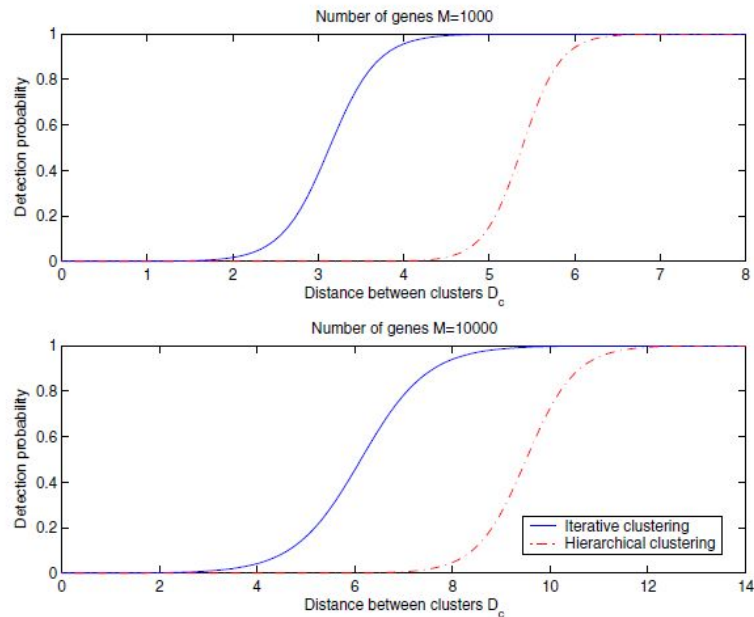 Number of genes M=1000
1
0.8
0.6
0.4
0.2
0
Detection probability
0 1 2 3 4 5 6 7 8
Distance between clusters D_c
Number of genes M=10000
1
0.8
0.6
0.4
0.2
0
Detection probability
Iterative clustering
Hierarchical clustering
0 2 4 6 8 10 12 14
Distance between clusters D_c